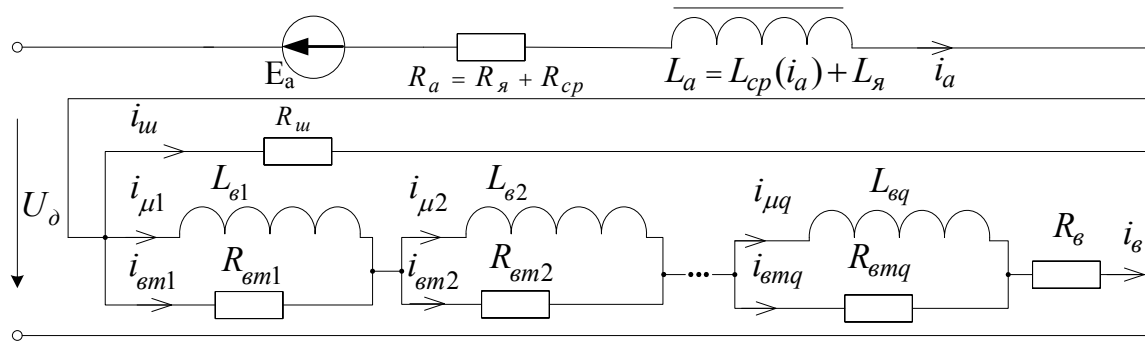 Eа
Rа = Rя + Rср
Lа = Lср(iа) + Lя
iа
iш
Rш
Uд
iμ1
Lв1
iμ2
Lв2
iμq
Lвq
Rв
iв
iвт1
Rвт1
iвт2
Rвт2
•••
iвтq
Rвтq